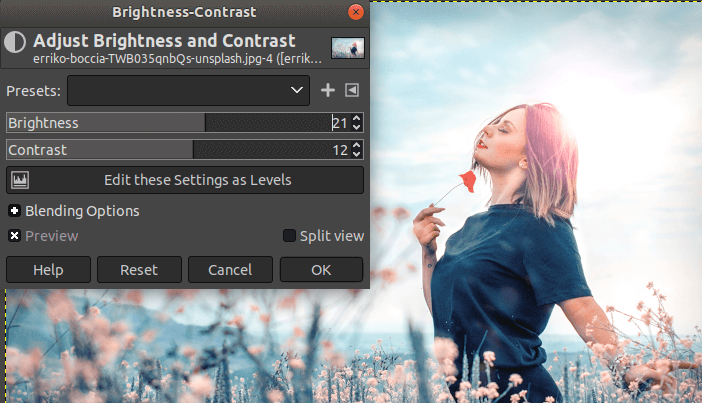 Brightness-Contrast
Adjust Brightness and Contrast
erriko-boccia-TWB035qnbQs-unsplash.jpg-4 ([errik…
Presets:
Brightness 21
Contrast 12
Edit these Settings as Levels
Blending Options
Preview Split view
Help Reset Cancel OK